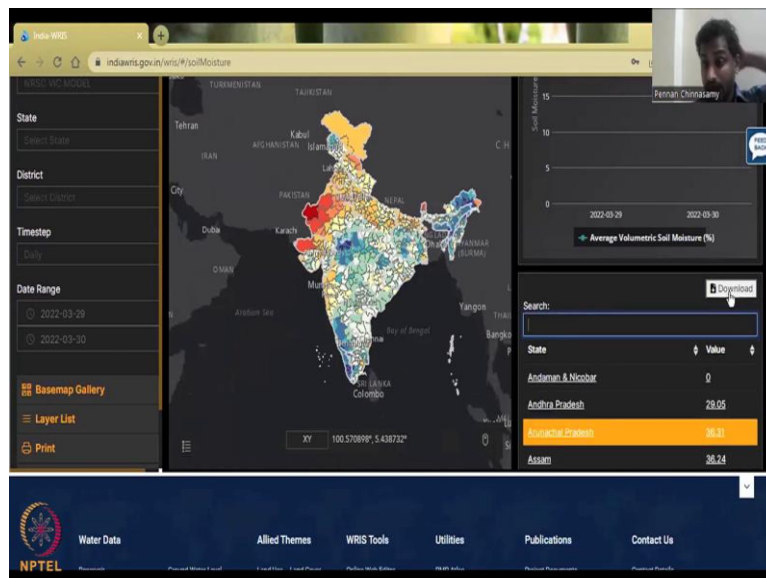 India-WRIS
indiawris.gov.in/wris/#/soilMoisture
Pennan Chinnasamy
NRSC VIC MODEL
State
Select State
District
Select District
Timestep
Daily
Date Range
2022-03-29
2022-03-30
Basemap Gallery
Layer List
Print
TURKMENISTAN
TAJIKISTAN
Tehran
Kabul
AFGHANISTAN
IRAN
PAKISTAN
NEPAL
City
Dubai
Karachi
OMAN
MYANMAR
(BURMA)
Arabian Sea
Bay of Bengal
Yangon
SRI LANKA
Colombo
XY
100.570898°, 5.438732°
Soil Moisture
15
10
5
0
2022-03-29
2022-03-30
Average Volumetric Soil Moisture (%)
FEED
BACK
Download
Search:
State
Value
Andaman & Nicobar
0
Andhra Pradesh
29.05
Arunachal Pradesh
36.31
Assam
36.24
NPTEL
Water Data
Allied Themes
WRIS Tools
Utilities
Publications
Contact Us